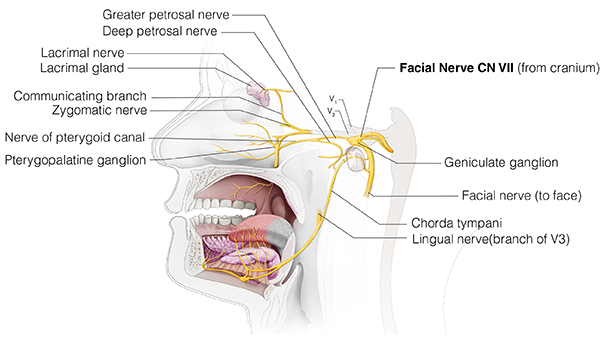 Greater petrosal nerve
Deep petrosal nerve
Lacrimal nerve
Lacrimal gland
Communicating branch
Zygomatic nerve
Nerve of pterygoid canal
Pterygopalatine ganglion
V1
V2
Facial Nerve CN VII (from cranium)
Geniculate ganglion
Facial nerve (to face)
Chorda tympani
Lingual nerve(branch of V3)